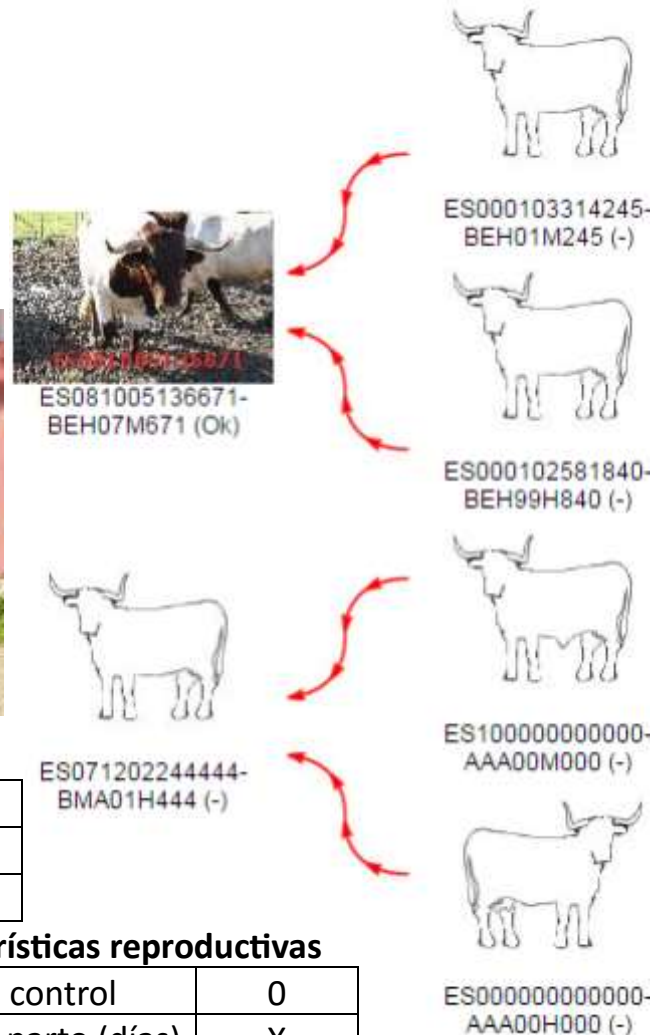 ES000103314245-
BEH01M245 (-)
ES081005136671-
BEH07M671 (Ok)
ES000102581840-
BEH99H840 (-)
ES071202244444-
BMA01H444 (-)
ES100000000000-
AAA00M000 (-)
ES000000000000-
AAA00H000 (-)
rísticas reproductivas
control 0
parto (días) X